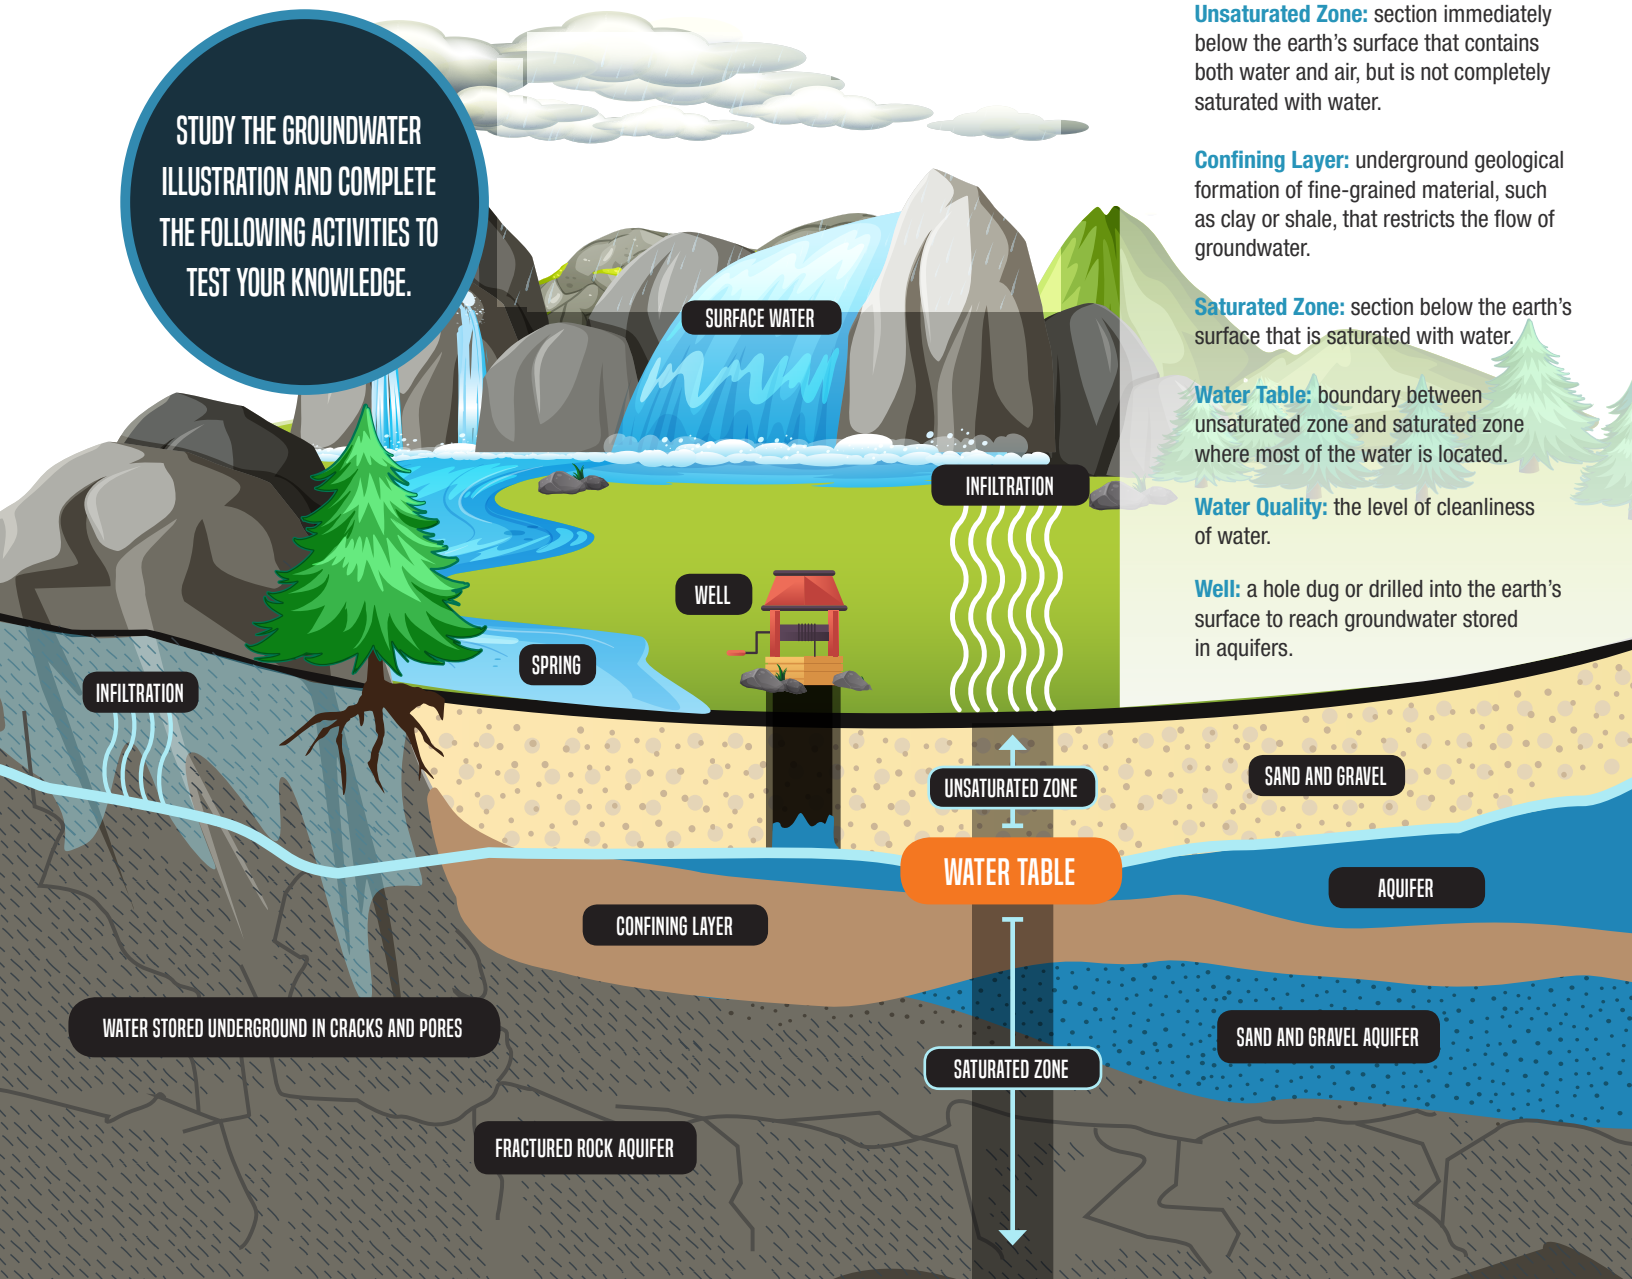 STUDY THE GROUNDWATER
ILLUSTRATION AND COMPLETE
THE FOLLOWING ACTIVITIES TO
TEST YOUR KNOWLEDGE.
Unsaturated Zone: section immediately
below the earth's surface that contains
both water and air, but is not completely
saturated with water.
Confining Layer: underground geological
formation of fine-grained material, such
as clay or shale, that restricts the flow of
groundwater.
Saturated Zone: section below the earth's
surface that is saturated with water.
Water Table: boundary between
unsaturated zone and saturated zone
where most of the water is located.
Water Quality: the level of cleanliness
of water.
Well: a hole dug or drilled into the earth's
surface to reach groundwater stored
in aquifers.
SURFACE WATER
INFILTRATION
WELL
SPRING
INFILTRATION
UNSATURATED ZONE
SAND AND GRAVEL
WATER TABLE
AQUIFER
CONFINING LAYER
WATER STORED UNDERGROUND IN CRACKS AND PORES
SAND AND GRAVEL AQUIFER
SATURATED ZONE
FRACTURED ROCK AQUIFER